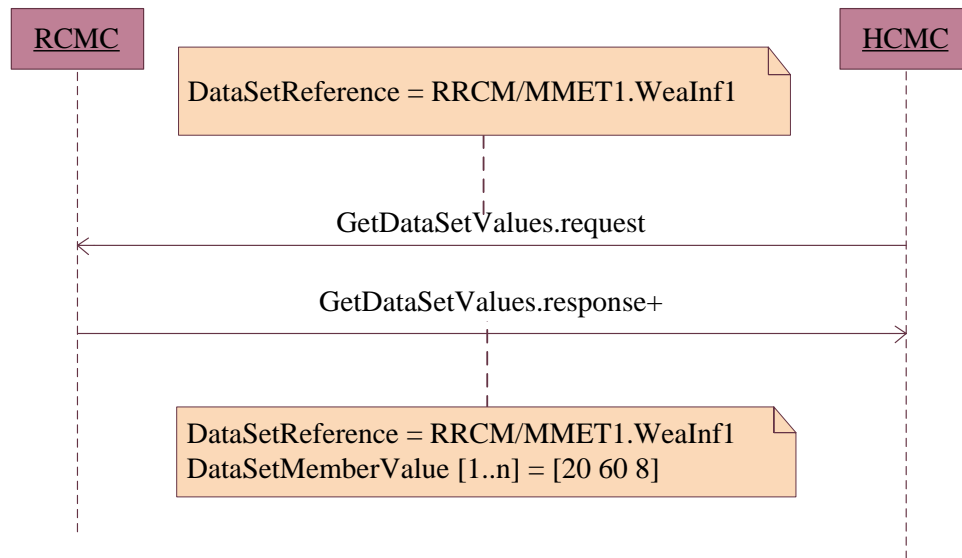 RCMC
HCMC
DataSetReference = RRCM/MMET1.WeaInf1
GetDataSetValues.request
GetDataSetValues.response+
DataSetReference = RRCM/MMET1.WeaInf1
DataSetMemberValue [1..n] = [20 60 8]